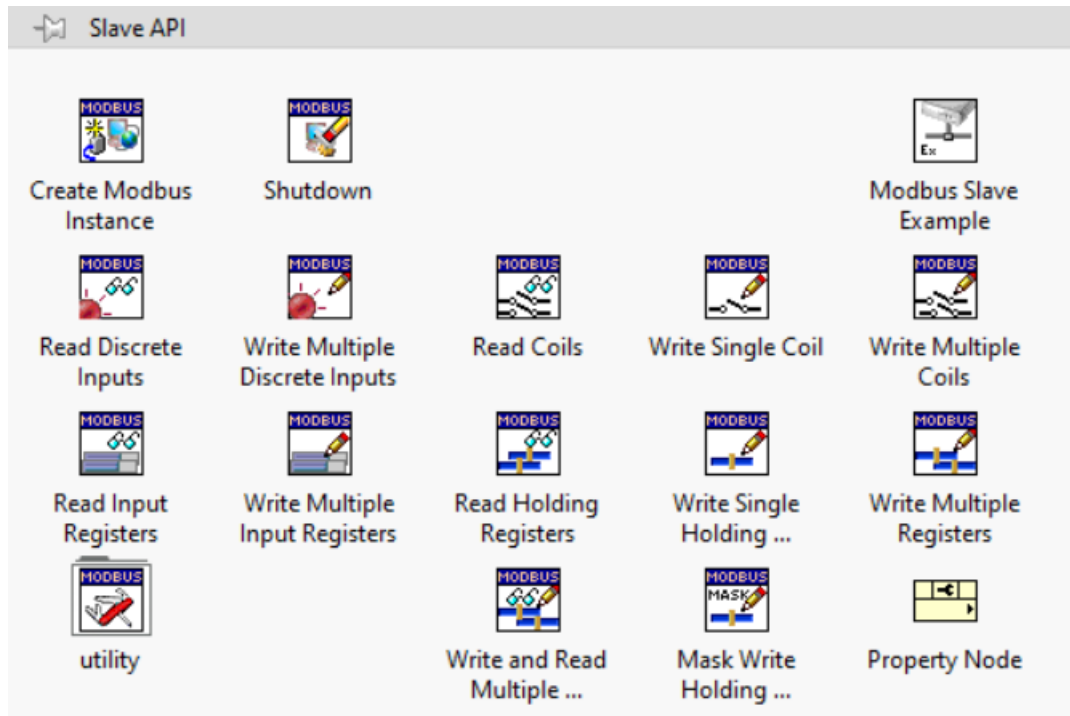 Slave API
MODBUS MODBUS
Ex
Create Modbus Shutdown Modbus Slave
Instance Example
MODBUS MODBUS MODBUS MODBUS MODBUS
Read Discrete Write Multiple Read Coils Write Single Coil Write Multiple
Inputs Discrete Inputs Coils
MODBUS MODBUS MODBUS MODBUS MODBUS
Read Input Write Multiple Read Holding Write Single Write Multiple
Registers Input Registers Registers Holding ... Registers
MODBUS MODBUS MODBUS
MASK
utility Write and Read Mask Write Property Node
Multiple ... Holding ...